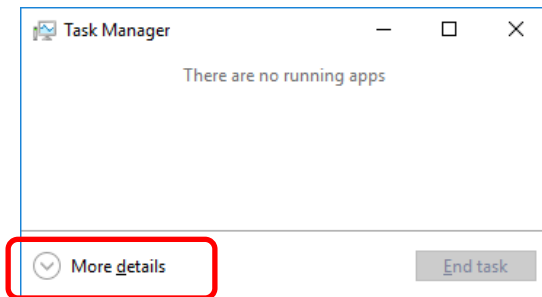 Task Manager
There are no running apps
More details
End task